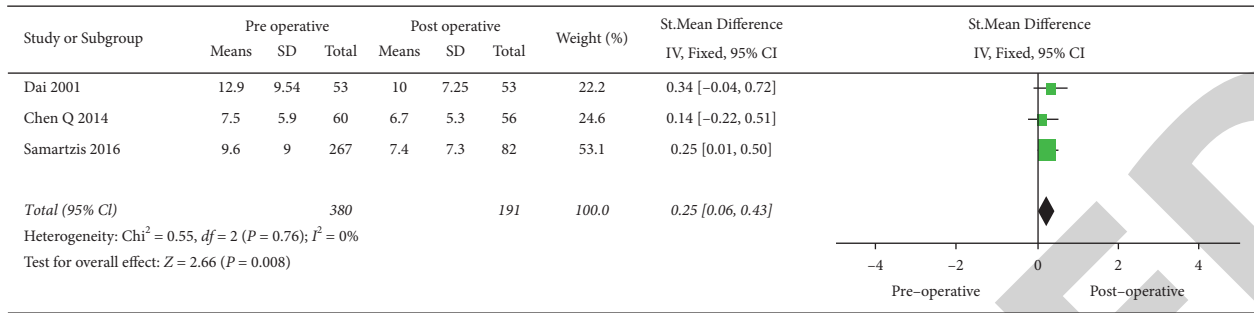 Study or Subgroup Pre operative Post operative Weight (%) St.Mean Difference St.Mean Difference
Means SD Total Means SD Total IV, Fixed, 95% CI IV, Fixed, 95% CI
Dai 2001 12.9 9.54 53 10 7.25 53 22.2 0.34 [−0.04, 0.72]
Chen Q 2014 7.5 5.9 60 6.7 5.3 56 24.6 0.14 [−0.22, 0.51]
Samartzis 2016 9.6 9 267 7.4 7.3 82 53.1 0.25 [0.01, 0.50]
Total (95% Cl) 380 191 100.0 0.25 [0.06, 0.43]
Heterogeneity: Chi² = 0.55, df = 2 (P = 0.76); I² = 0%
Test for overall effect: Z = 2.66 (P = 0.008)
−4 −2 0 2 4
Pre−operative Post−operative